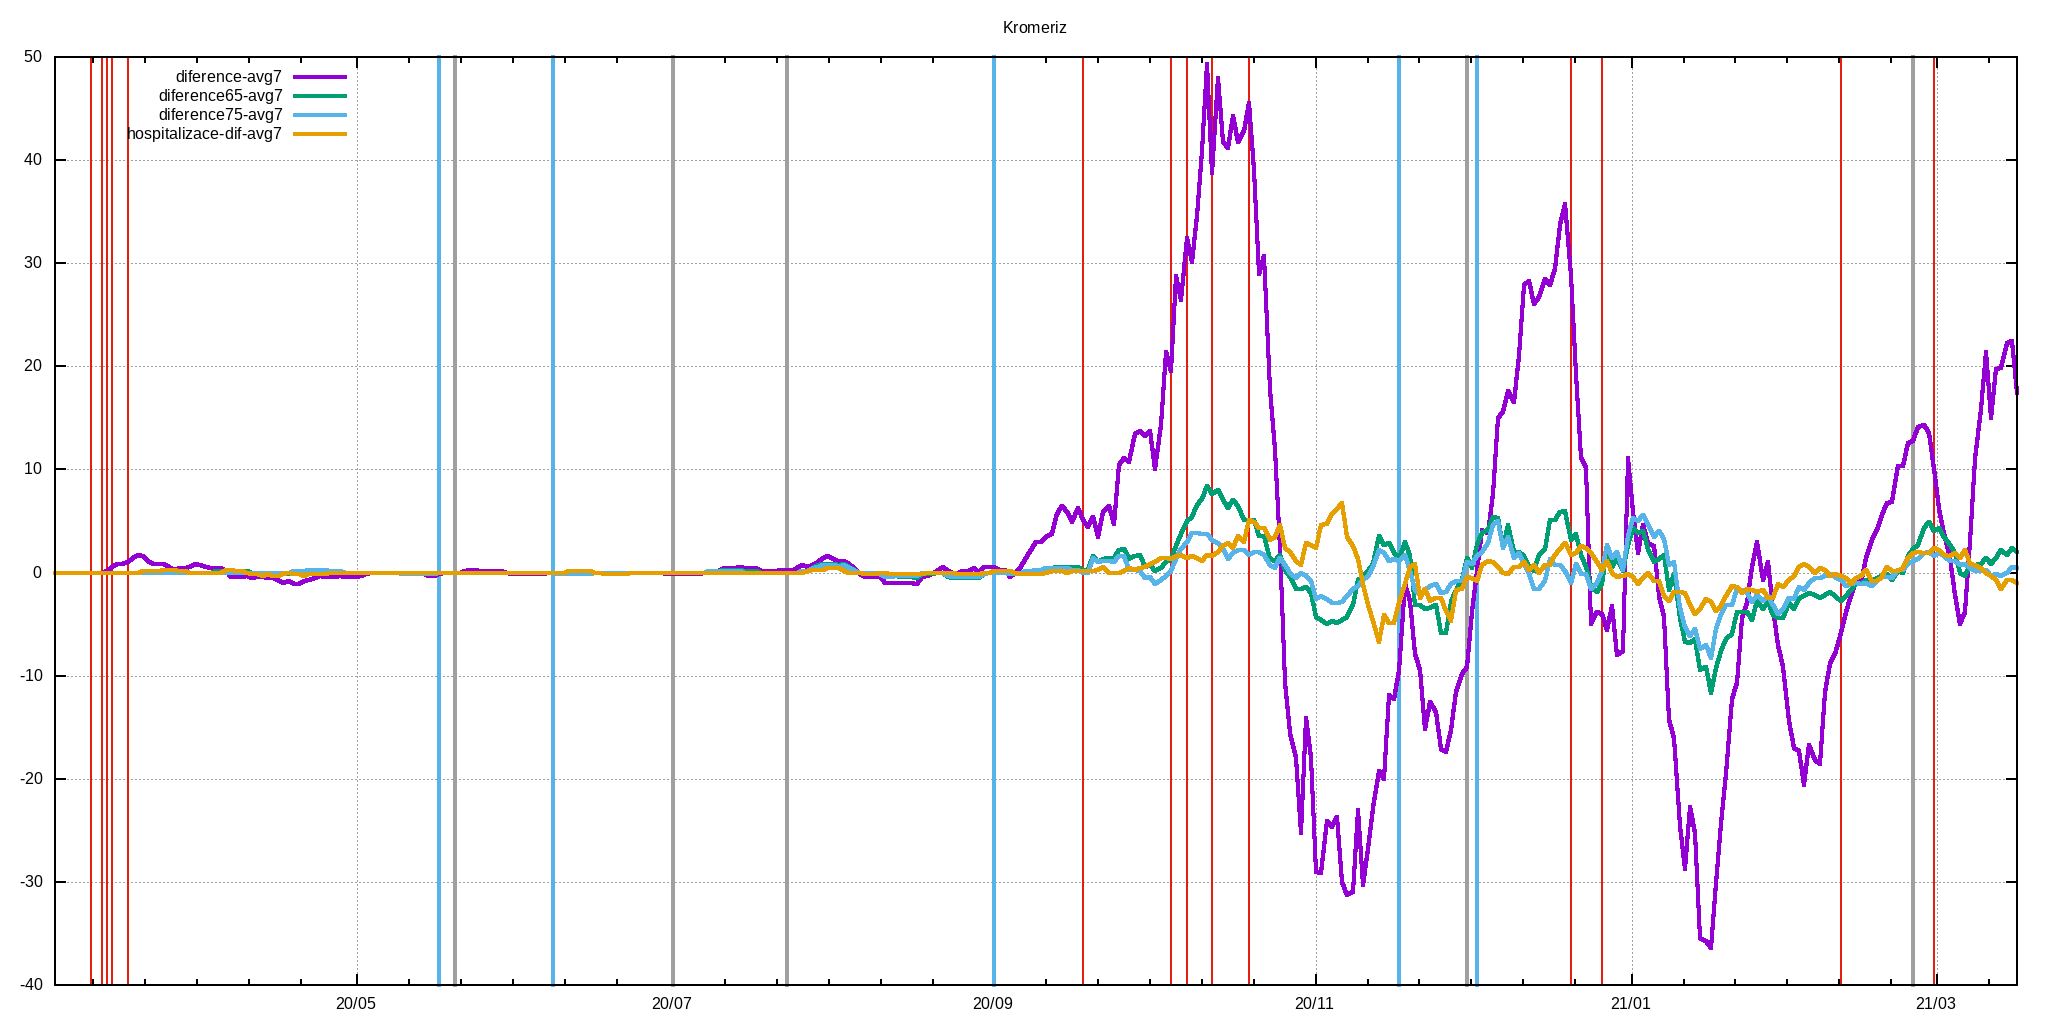 Kromeriz
diference-avg7
diference65-avg7
diference75-avg7
hospitalizace-dif-avg7
50
40
30
20
10
0
-10
-20
-30
-40
20/05 20/07 20/09 20/11 21/01 21/03